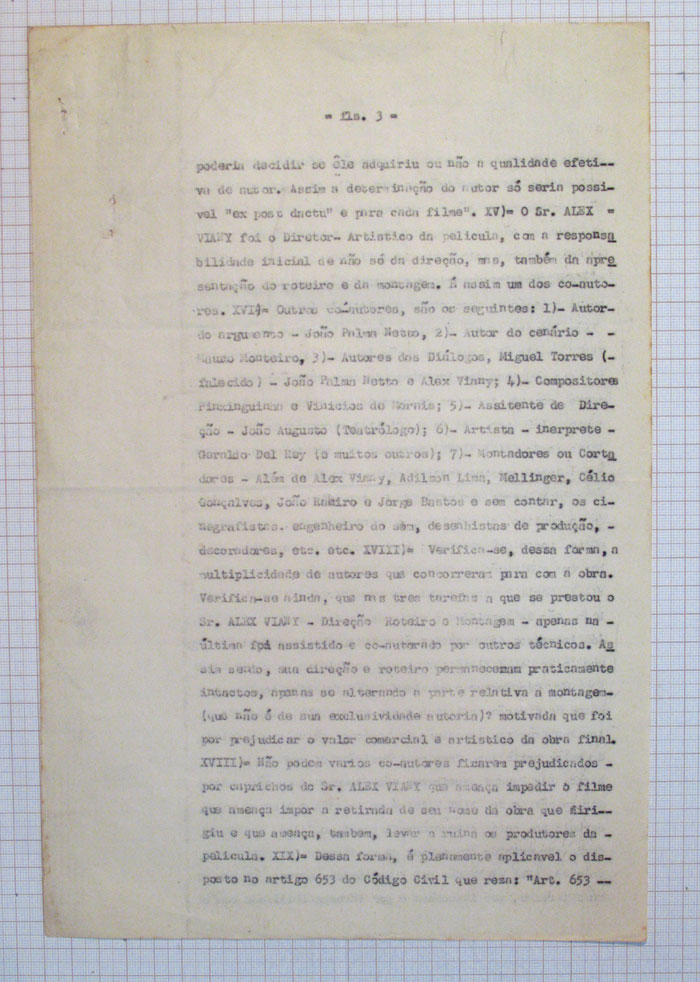 = fls. 3 =
poderia decidir se êle adquiriu ou não a qualidade efeti--
va de autor. Assim a determinação do autor só seria possi-
vel "ex post dactu" e para cada filme". XV)= O Sr. ALEX =
VIANY foi o Diretor- Artistico da pelicula, com a responsa
bilidade inicial de não só da direção, mas, também da apre
sentação do roteiro e da montagem. É assim um dos co-auto-
res. XVI)= Outros co-autores, são os seguintes: 1)- Autor-
do argumento - João Palma Netto, 2)- Autor do cenário - -
Mauro Monteiro, 3)- Autores dos Diálogos, Miguel Torres (-
falecido) - João Palma Netto e Alex Viany; 4)- Compositores
Pinxinguinha e Vinicios de Morais; 5)- Assitente de Dire-
ção - João Augusto (Teatrólogo); 6)- Artista - inerprete -
Geraldo Del Rey (e muitos outros); 7)- Montadores ou Corta
dores - Além de Alex Viany, Adilson Lima, Mellinger, Célio
Gonçalves, João Ramiro e Jorge Bastos e sem contar, os ci-
negrafistas. engenheiro do sêm, desenhistas de produção, -
decoradores, etc. etc. XVIII)= Verifica-se, dessa forma, a
multiplicidade de autores que concorreram para com a obra.
Verifica-se ainda, que nas tres tarefas a que se prestou o
Sr. ALEX VIANY - Direção Roteiro e Montagem - apenas na -
última foi assistido e co-autorado por outros técnicos. As
sim sendo, sua direção e roteiro permaneceram praticamente
intactos, apenas se alterando a parte relativa a montagem-
(que não é de sua exclusividade autoria)? motivada que foi
por prejudicar o valor comercial e artistico da obra final.
XVIII)= Não podem varios co-autores ficarem prejudicados -
por caprichos do Sr. ALEX VIANY que ameaça impedir o filme
que ameaça impor a retirada de seu nome da obra que diri-
giu e que ameaça, tambem, levar a ruina os produtores da -
pelicula. XIX)= Dessa forma, é planamente aplicavel o dis-
posto no artigo 653 do Código Civil que reza: "Art. 653 --